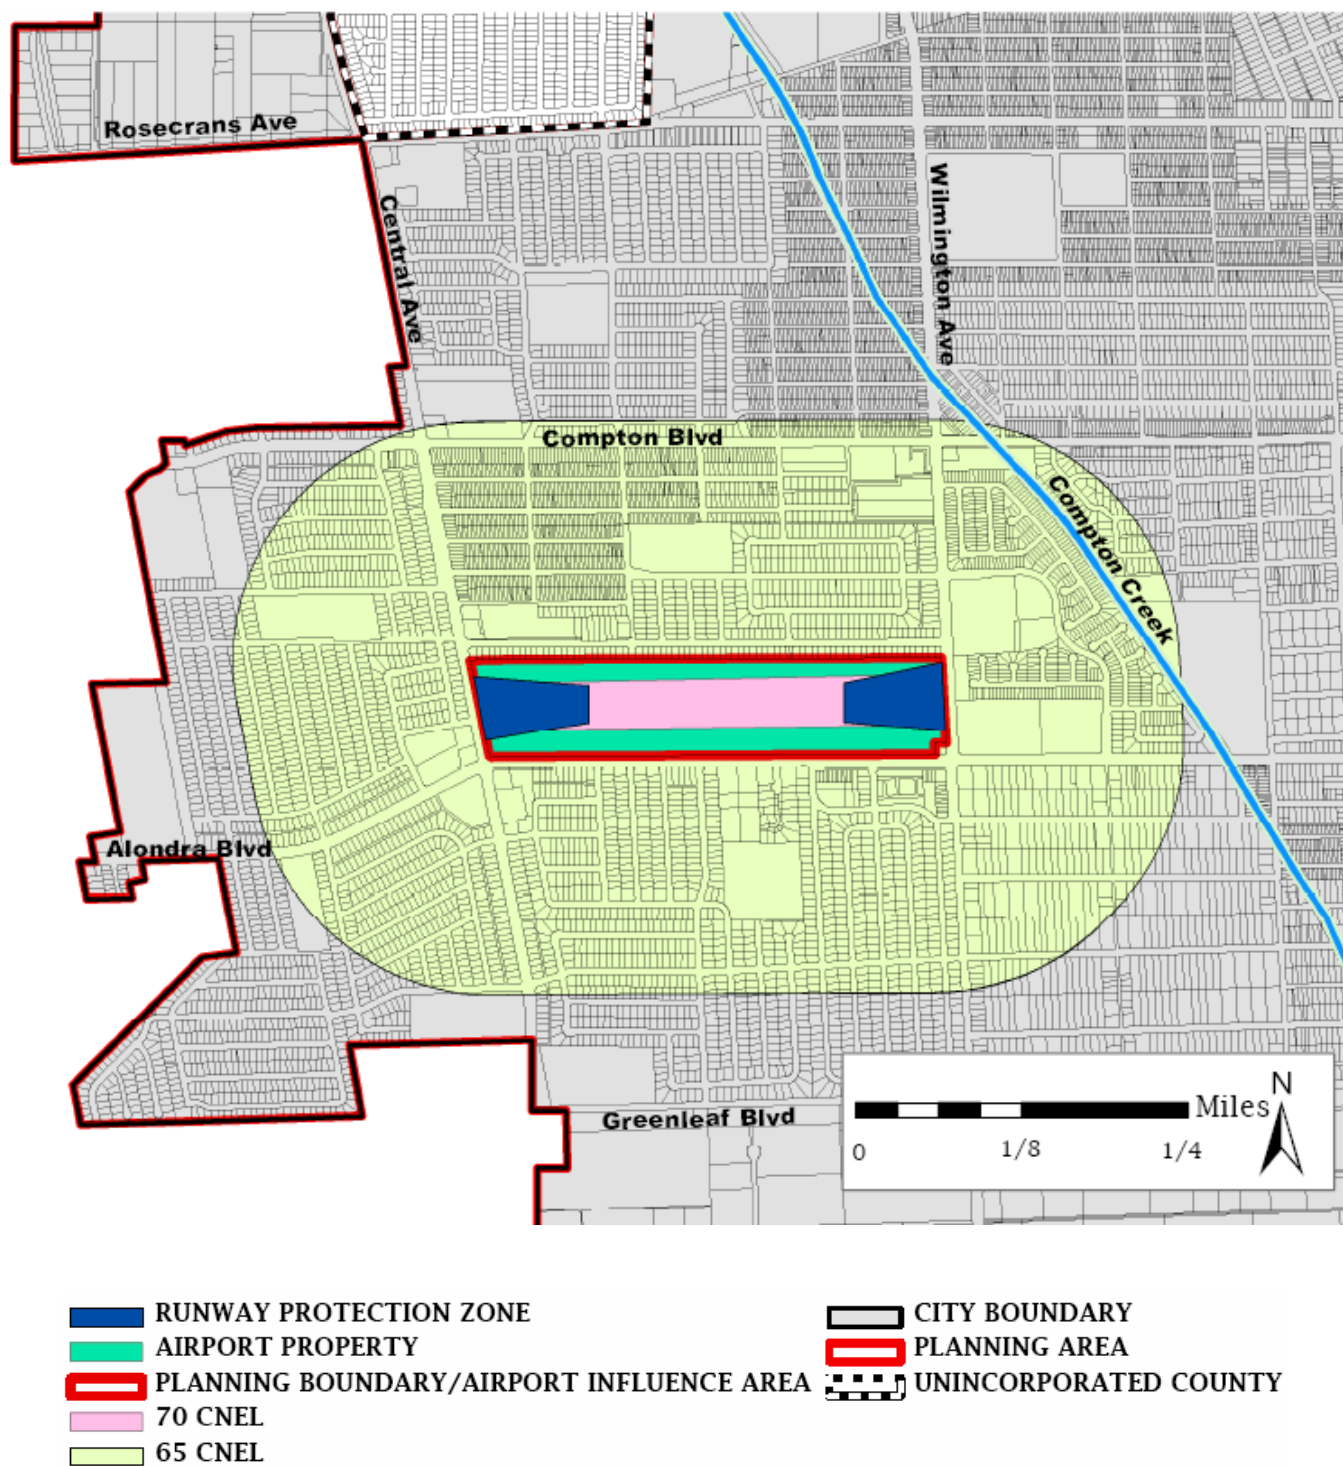 Rosecrans Ave
Central Ave
Wilmington Ave
Compton Blvd
Compton Creek
Alondra Blvd
Greenleaf Blvd
N
Miles
0 1/8 1/4
RUNWAY PROTECTION ZONE
AIRPORT PROPERTY
PLANNING BOUNDARY/AIRPORT INFLUENCE AREA
70 CNEL
65 CNEL
CITY BOUNDARY
PLANNING AREA
UNINCORPORATED COUNTY